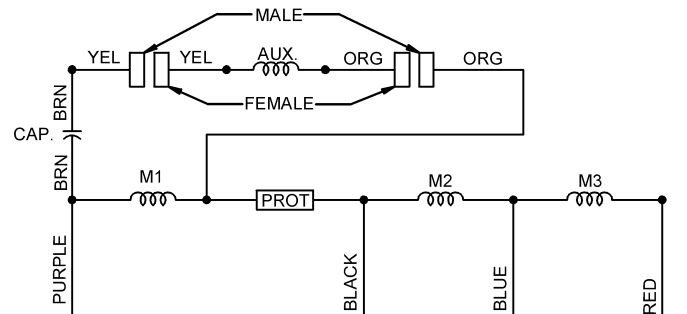 MALE
YEL YEL AUX. ORG ORG
FEMALE
BRN
CAP.
BRN
M1 M2 M3
PROT
PURPLE BLACK BLUE RED